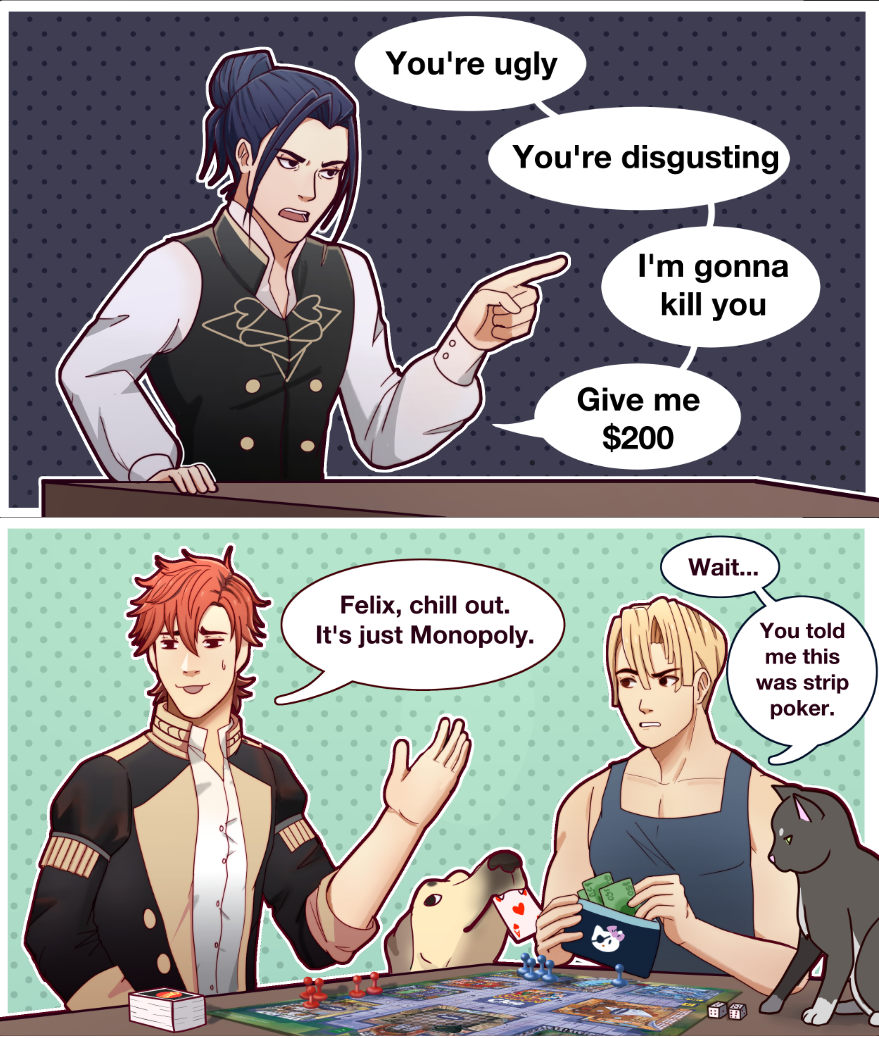 You're ugly
You're disgusting
I'm gonna
kill you
Give me
$200
Felix, chill out.
It's just Monopoly.
Wait...
You told
me this
was strip
poker.